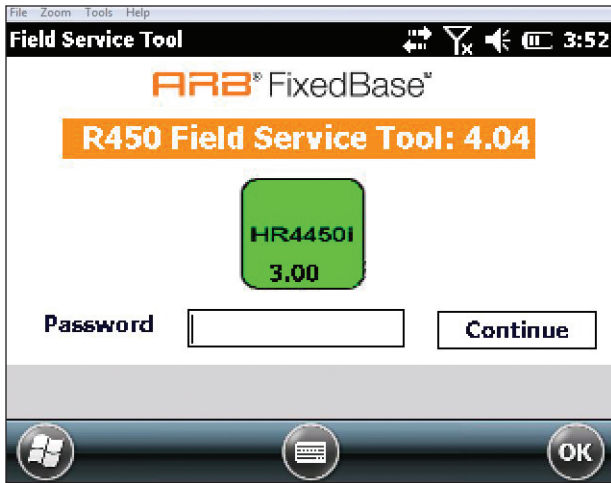 File Zoom Tools Help
Field Service Tool 3:52
ARB® FixedBase™
R450 Field Service Tool: 4.04
HR4450i
3.00
Password Continue
OK